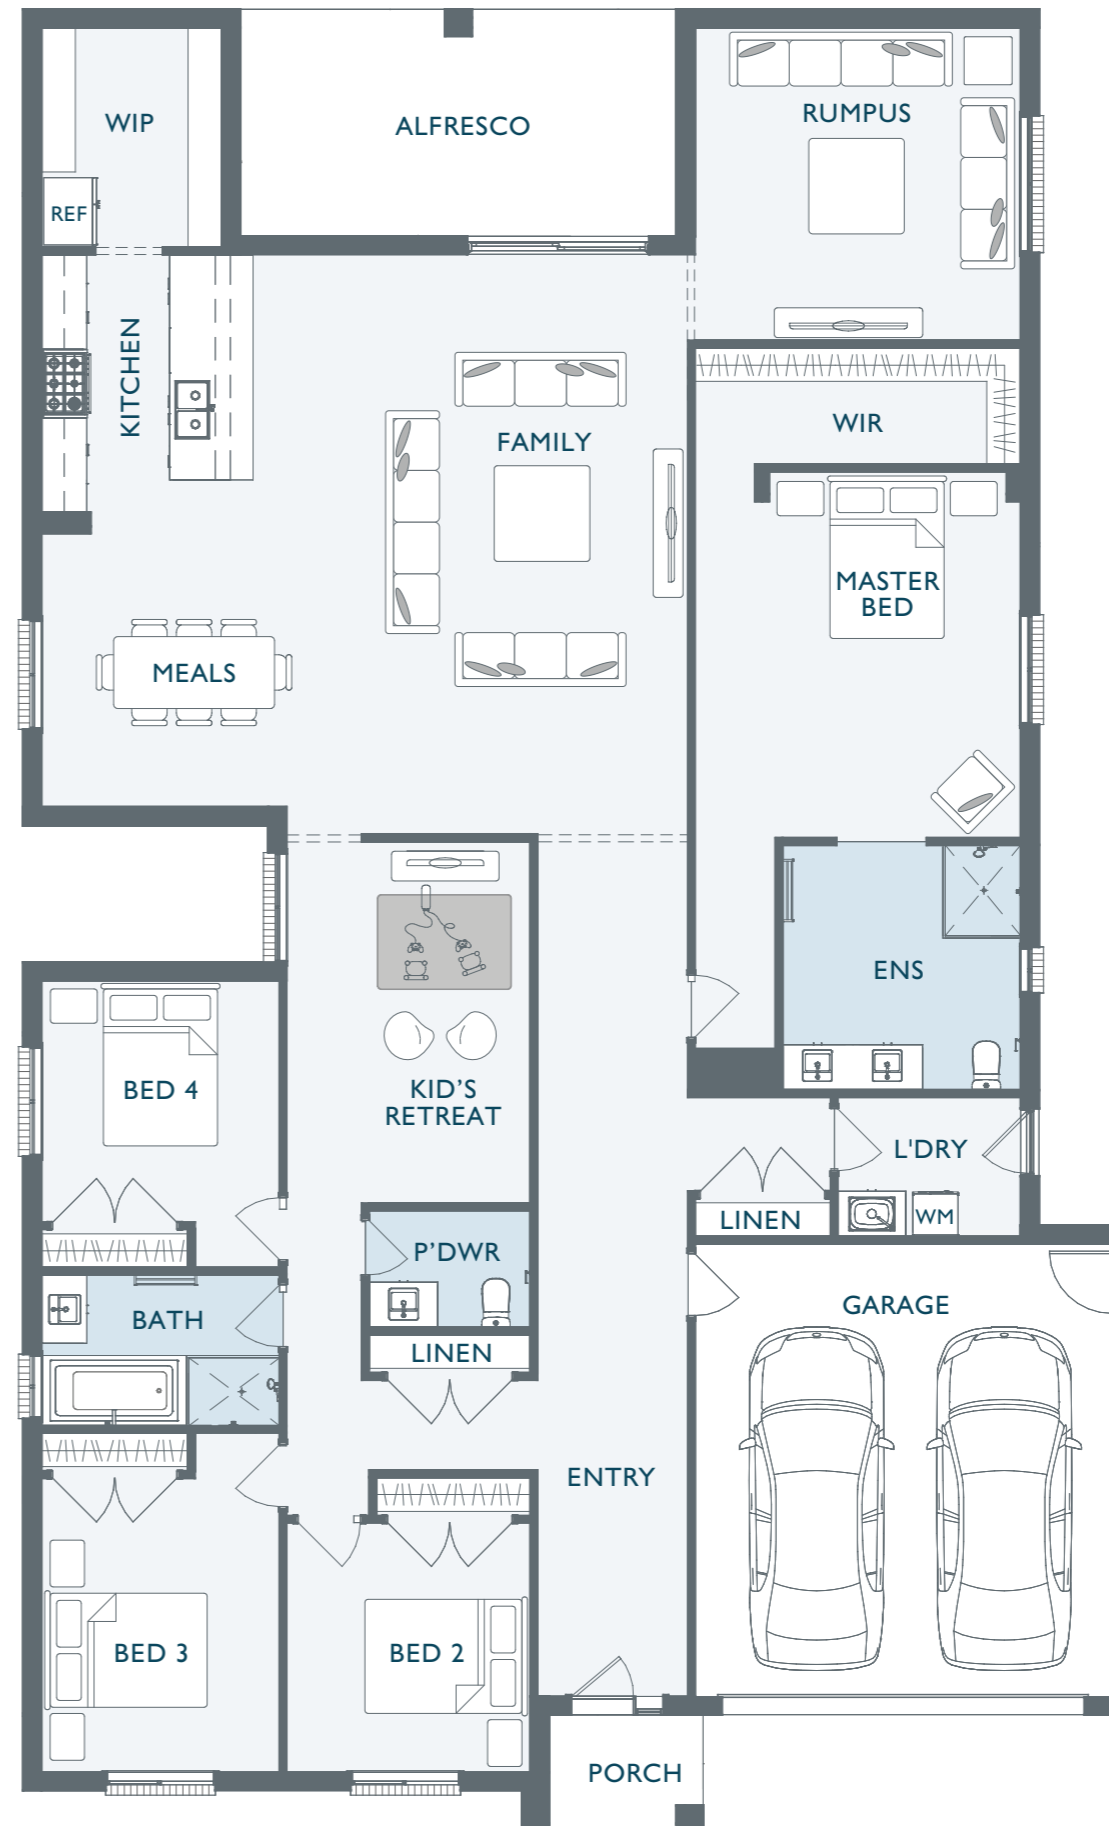 WIP
ALFRESCO
RUMPUS
REF
KITCHEN
FAMILY
WIR
MASTER
BED
MEALS
ENS
BED 4
KID’S
RETREAT
L'DRY
LINEN
WM
P’DWR
BATH
GARAGE
LINEN
ENTRY
BED 3
BED 2
PORCH